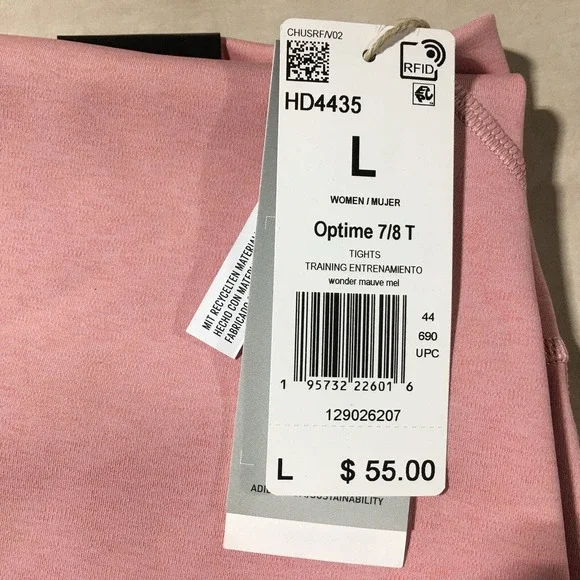 CHUSRF/V02
RFID
HD4435
L
WOMEN / MUJER
Optime 7/8 T
TIGHTS
TRAINING ENTRENAMIENTO
wonder mauve mel
44
690
UPC
1 95732 22601 6
129026207
L $ 55.00
MIT RECYCELTEN MATERIAL
HECHO CON MATER
FABRICADO
SUSTAINABILITY